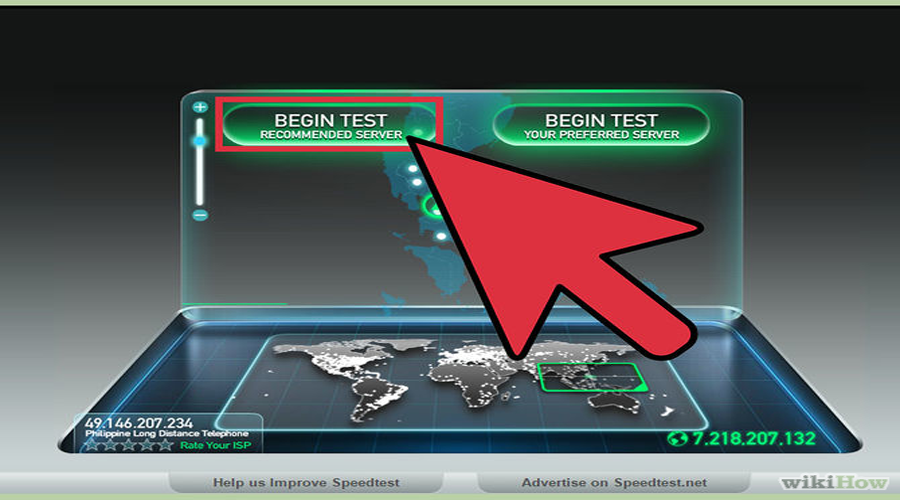 BEGIN TEST
RECOMMENDED SERVER
BEGIN TEST
YOUR PREFERRED SERVER
49.146.207.234
Philippine Long Distance Telephone
Rate Your ISP
7,218,207,132
Help us Improve Speedtest
Advertise on Speedtest.net
wikiHow